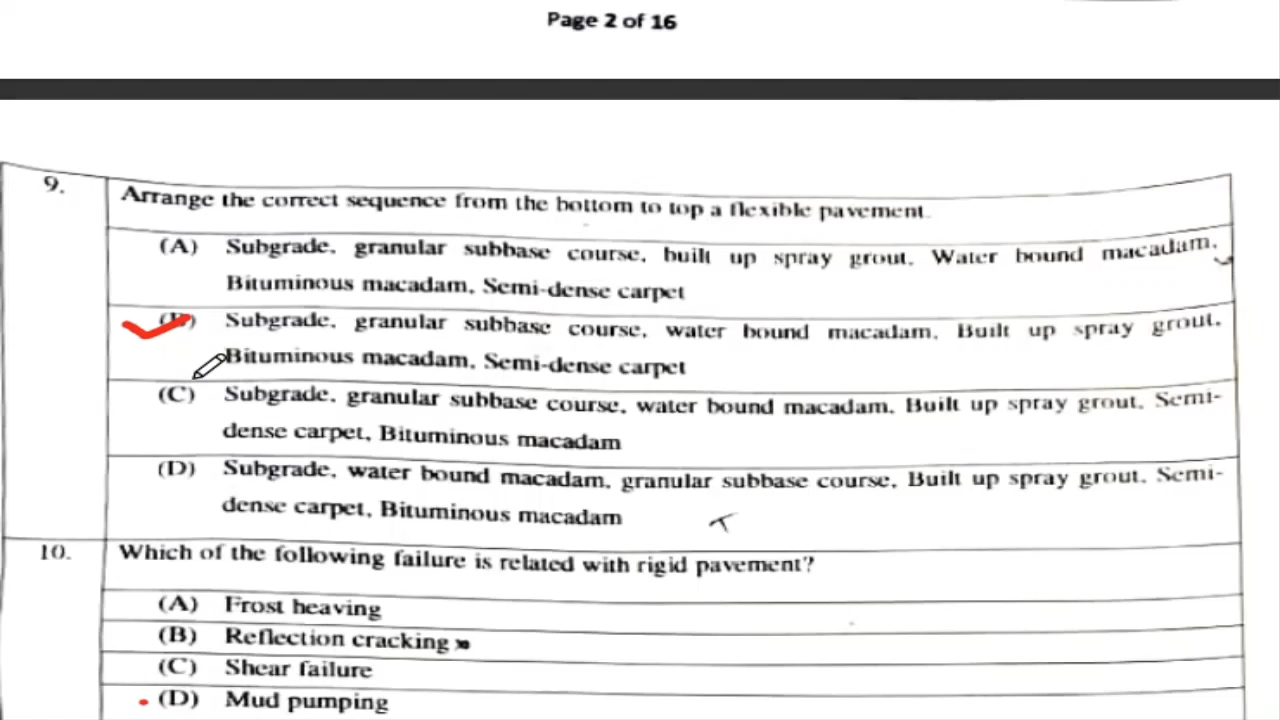 Page 2 of 16
9.
Arrange the correct sequence from the bottom to top a flexible pavement.
(A) Subgrade, granular subbase course, built up spray grout, Water bound macadam,
Bituminous macadam, Semi-dense carpet
Subgrade, granular subbase course, water bound macadam, Built up spray grout,
Bituminous macadam, Semi-dense carpet
(C) Subgrade, granular subbase course, water bound macadam, Built up spray grout, Semi-
dense carpet, Bituminous macadam
(D) Subgrade, water bound macadam, granular subbase course, Built up spray grout, Semi-
dense carpet, Bituminous macadam
10. Which of the following failure is related with rigid pavement?
(A) Frost heaving
(B) Reflection cracking
(C) Shear failure
(D) Mud pumping